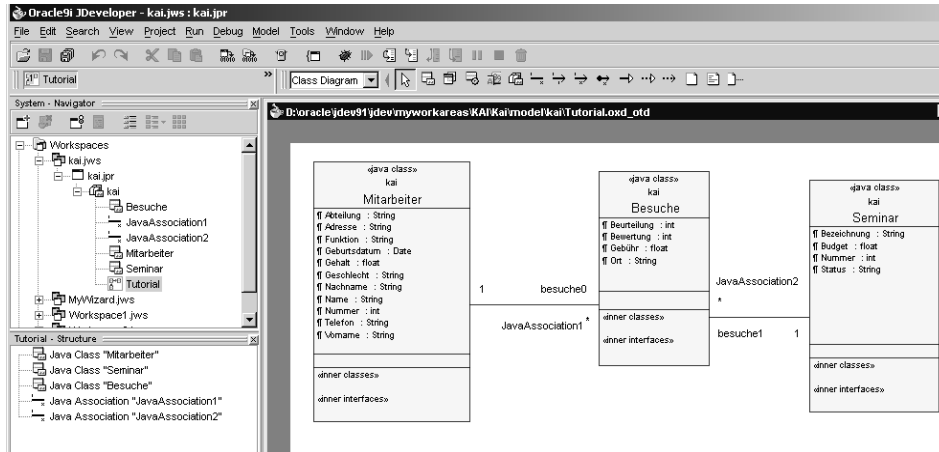 Oracle9i JDeveloper - kai.jws : kai.jpr
File Edit Search View Project Run Debug Model Tools Window Help
Tutorial
» Class Diagram
System - Navigator
D:\oracle\jdev91\jdev\myworkareas\KAI\Kai\model\kai\Tutorial.oxd_otd
Workspaces
kai.jws
kai.jpr
kai
Besuche
JavaAssociation1
JavaAssociation2
Mitarbeiter
Seminar
Tutorial
MyWizard.jws
Workspace1.jws
Tutorial - Structure
Java Class "Mitarbeiter"
Java Class "Seminar"
Java Class "Besuche"
Java Association "JavaAssociation1"
Java Association "JavaAssociation2"
«java class»
kai
Mitarbeiter
¶ Abteilung : String
¶ Adresse : String
¶ Funktion : String
¶ Geburtsdatum : Date
¶ Gehalt : float
¶ Geschlecht : String
¶ Nachname : String
¶ Name : String
¶ Nummer : int
¶ Telefon : String
¶ Vorname : String
«inner classes»
«inner interfaces»
1 besuche0
JavaAssociation1 *
«java class»
kai
Besuche
¶ Beurteilung : int
¶ Bewertung : int
¶ Gebühr : float
¶ Ort : String
«inner classes»
«inner interfaces»
JavaAssociation2
*
besuche1 1
«java class»
kai
Seminar
¶ Bezeichnung : String
¶ Budget : float
¶ Nummer : int
¶ Status : String
«inner classes»
«inner interfaces»